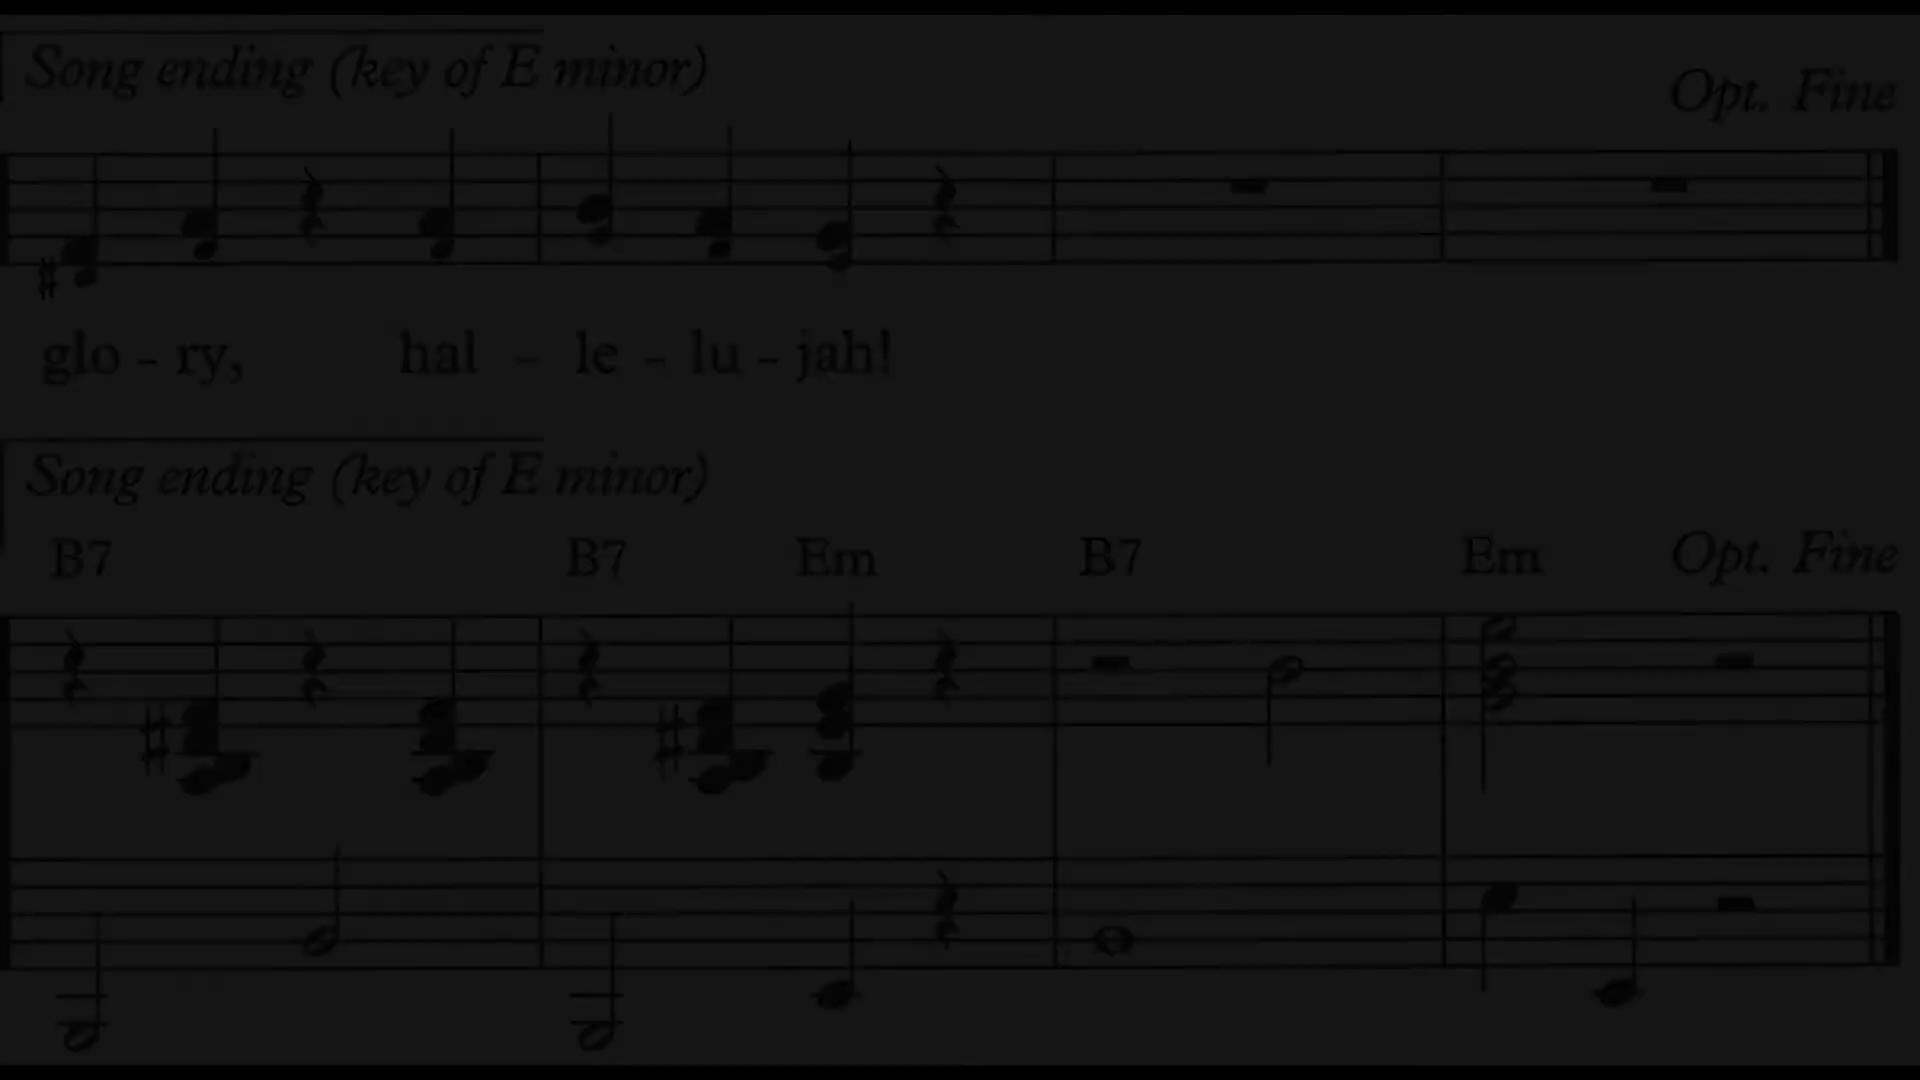 Song ending (key of E minor)
Opt. Fine
glo - ry, hal - le - lu - jah!
Song ending (key of E minor)
B7 B7 Em B7 Em Opt. Fine